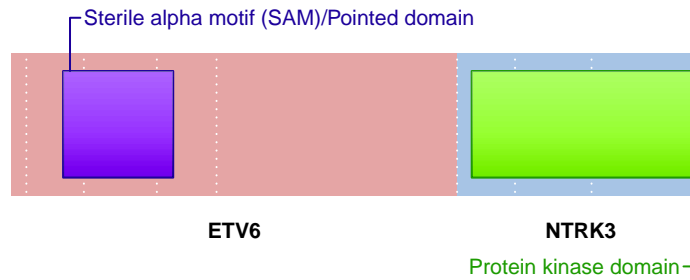 Sterile alpha motif (SAM)/Pointed domain
ETV6
NTRK3
Protein kinase domain